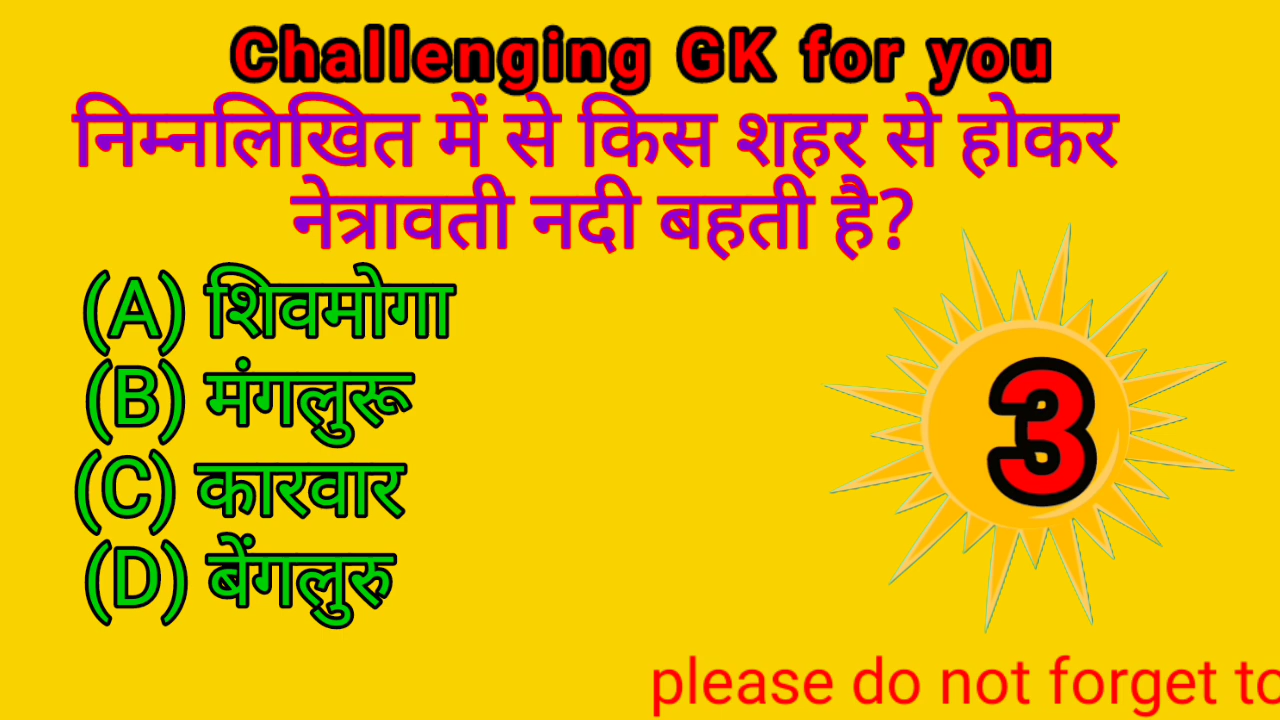 Challenging GK for you
निम्नलिखित में से किस शहर से होकर
नेत्रावती नदी बहती है?
(A) शिवमोगा
(B) मंगलुरू
(C) कारवार
(D) बेंगलुरु
3
please do not forget to